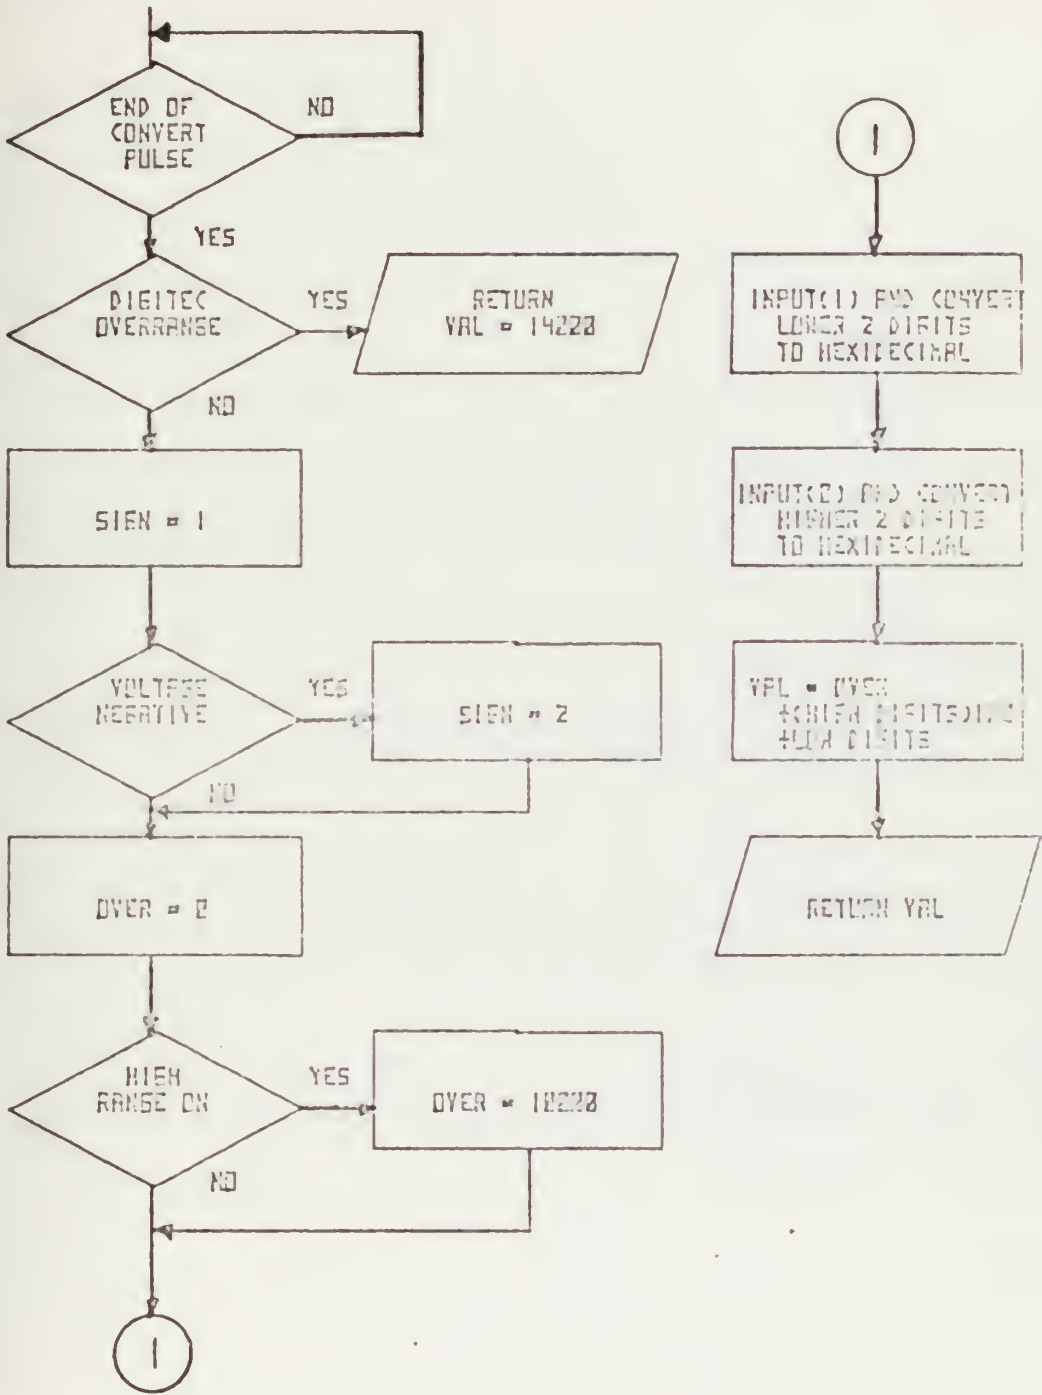 END OF
CONVERT
PULSE
NO
YES
DIGITEC
OVERRANGE
YES
RETURN
VAL = 14000
NO
SIGN = 1
VOLTAGE
NEGATIVE
YES
SIGN = 2
NO
OVER = 0
HIGH
RANGE ON
YES
OVER = 10000
NO
1
1
INPUT(1) AND CONVERT
LOWER 2 DIGITS
TO HEXIDECIMAL
INPUT(2) AND CONVERT
HIGHER 2 DIGITS
TO HEXIDECIMAL
VAL = OVER
+(HIGH DIGITS)
+LOW DIGITS
RETURN VAL